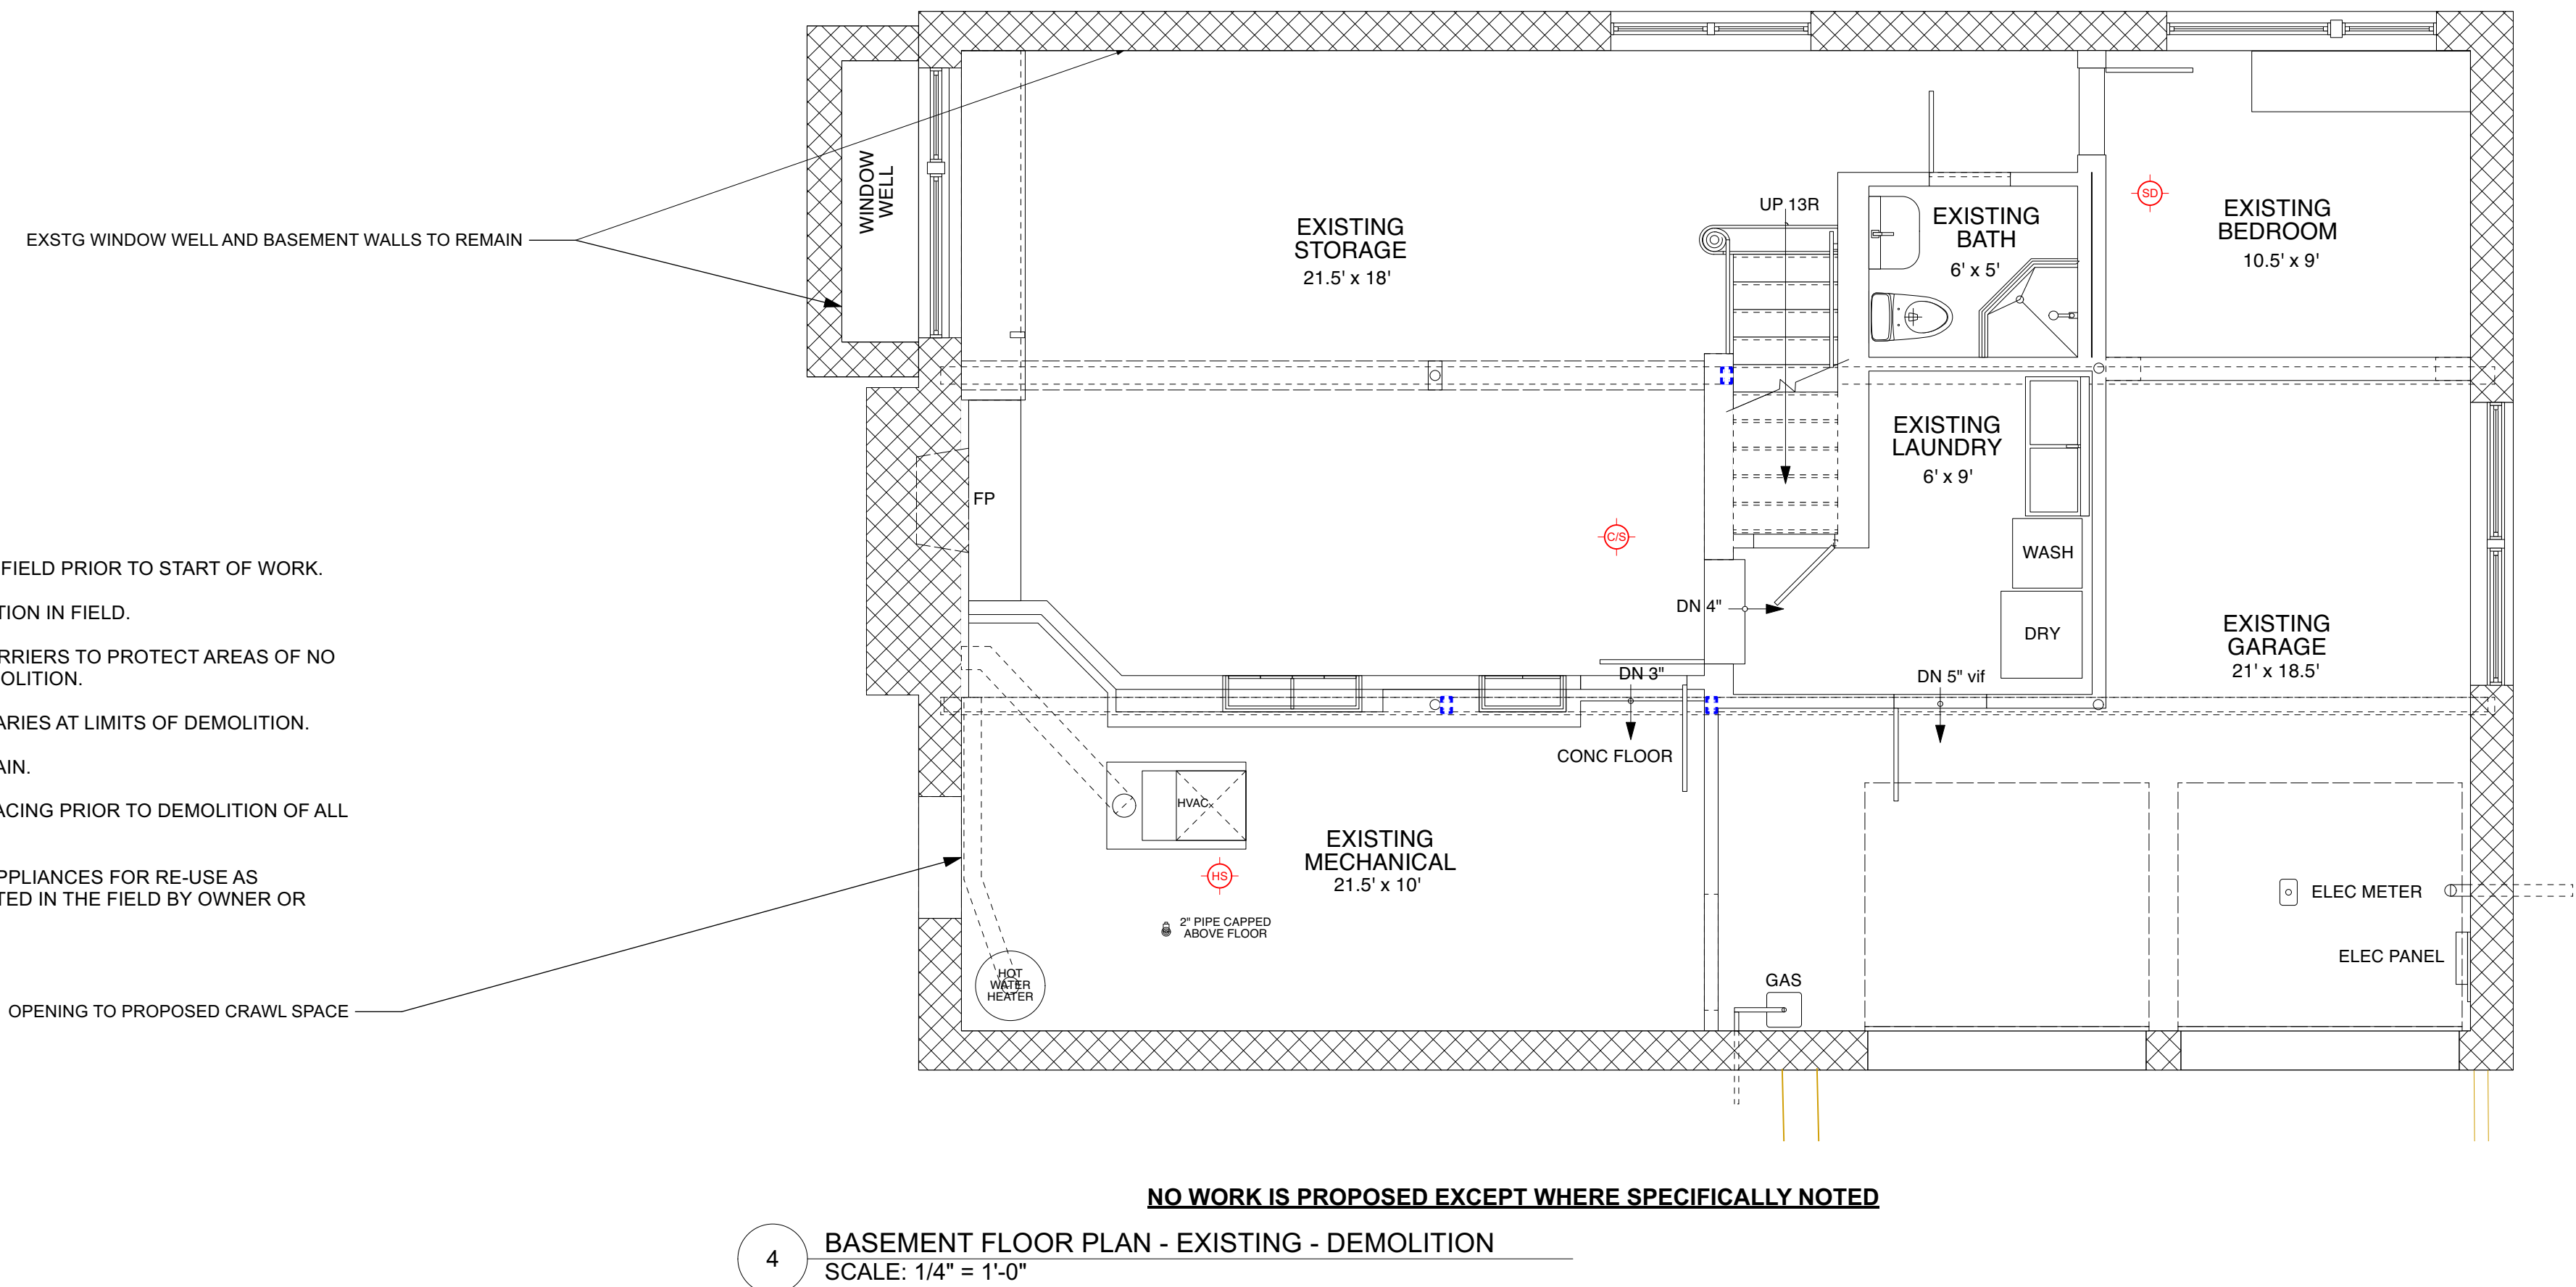 WINDOW
WELL
EXSTG WINDOW WELL AND BASEMENT WALLS TO REMAIN
EXISTING
STORAGE
21.5' x 18'
UP 13R
EXISTING
BATH
6' x 5'
SD
EXISTING
BEDROOM
10.5' x 9'
EXISTING
LAUNDRY
6' x 9'
FP
C/S
WASH
DRY
DN 4"
EXISTING
GARAGE
21' x 18.5'
DN 3"
DN 5" vif
CONC FLOOR
FIELD PRIOR TO START OF WORK.
TION IN FIELD.
RRIERS TO PROTECT AREAS OF NO
OLITION.
ARIES AT LIMITS OF DEMOLITION.
AIN.
ACING PRIOR TO DEMOLITION OF ALL
PPLIANCES FOR RE-USE AS
TED IN THE FIELD BY OWNER OR
HVAC
EXISTING
MECHANICAL
21.5' x 10'
HS
2" PIPE CAPPED
ABOVE FLOOR
HOT
WATER
HEATER
ELEC METER
ELEC PANEL
GAS
OPENING TO PROPOSED CRAWL SPACE
NO WORK IS PROPOSED EXCEPT WHERE SPECIFICALLY NOTED
4
BASEMENT FLOOR PLAN - EXISTING - DEMOLITION
SCALE: 1/4" = 1'-0"